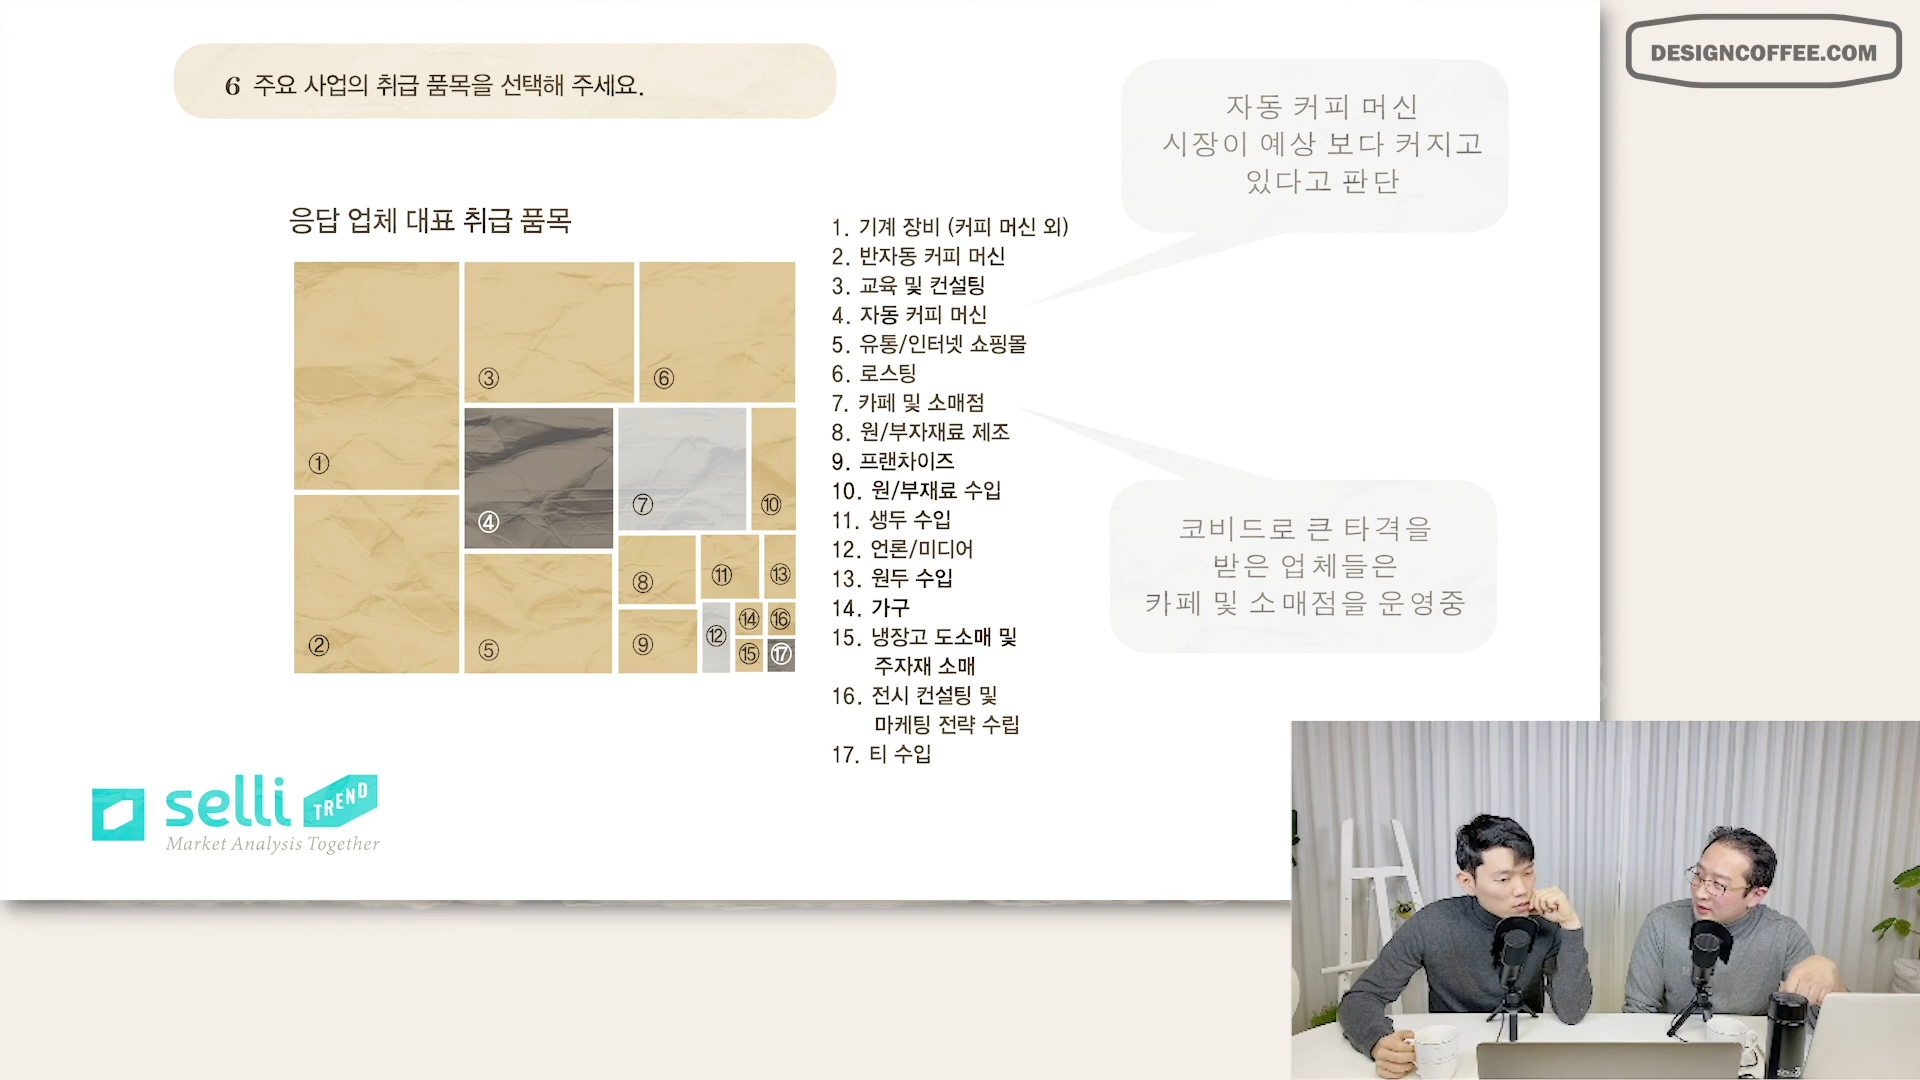 DESIGNCOFFEE.COM
6 주요 사업의 취급 품목을 선택해 주세요.
자동 커피 머신
시장이 예상 보다 커지고
있다고 판단
응답 업체 대표 취급 품목
1. 기계 장비 (커피 머신 외)
2. 반자동 커피 머신
3. 교육 및 컨설팅
4. 자동 커피 머신
5. 유통/인터넷 쇼핑몰
6. 로스팅
7. 카페 및 소매점
8. 원/부자재료 제조
9. 프랜차이즈
10. 원/부재료 수입
11. 생두 수입
12. 언론/미디어
13. 원두 수입
14. 가구
15. 냉장고 도소매 및
주자재 소매
16. 전시 컨설팅 및
마케팅 전략 수립
17. 티 수입
③
⑥
①
④
⑦
⑩
⑧
⑪
⑬
②
⑤
⑨
⑫
⑭
⑯
⑮
⑰
코비드로 큰 타격을
받은 업체들은
카페 및 소매점을 운영중
selli TREND
Market Analysis Together